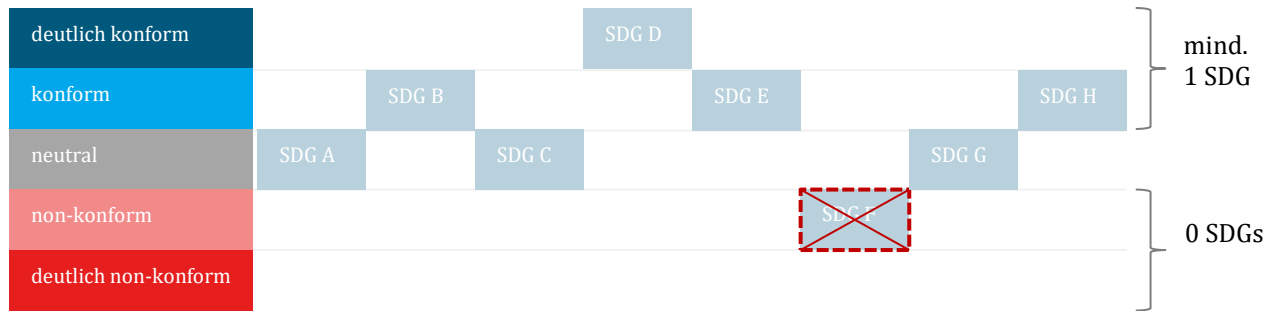 deutlich konform
SDG D
mind.
1 SDG
konform
SDG B
SDG E
SDG H
neutral
SDG A
SDG C
SDG G
non-konform
SDG F
0 SDGs
deutlich non-konform